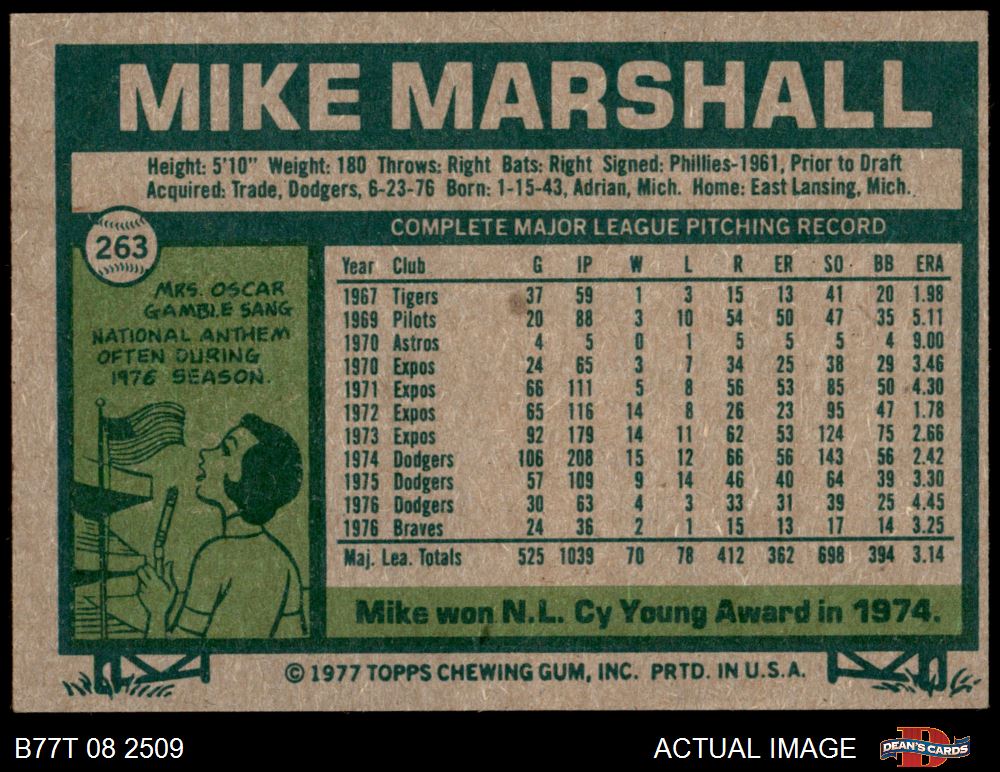 MIKE MARSHALL
Height: 5'10" Weight: 180 Throws: Right Bats: Right Signed: Phillies-1961, Prior to Draft
Acquired: Trade, Dodgers, 6-23-76 Born: 1-15-43, Adrian, Mich. Home: East Lansing, Mich.
263
MRS. OSCAR
GAMBLE SANG
NATIONAL ANTHEM
OFTEN DURING
1976 SEASON.
COMPLETE MAJOR LEAGUE PITCHING RECORD
Year Club G IP W L R ER SO BB ERA
1967 Tigers 37 59 1 3 15 13 41 20 1.98
1969 Pilots 20 88 3 10 54 50 47 35 5.11
1970 Astros 4 5 0 1 5 5 5 4 9.00
1970 Expos 24 65 3 7 34 25 38 29 3.46
1971 Expos 66 111 5 8 56 53 85 50 4.30
1972 Expos 65 116 14 8 26 23 95 47 1.78
1973 Expos 92 179 14 11 62 53 124 75 2.66
1974 Dodgers 106 208 15 12 66 56 143 56 2.42
1975 Dodgers 57 109 9 14 46 40 64 39 3.30
1976 Dodgers 30 63 4 3 33 31 39 25 4.45
1976 Braves 24 36 2 1 15 13 17 14 3.25
Maj. Lea. Totals 525 1039 70 78 412 362 698 394 3.14
Mike won N.L. Cy Young Award in 1974.
© 1977 TOPPS CHEWING GUM, INC. PRTD. IN U.S.A.
B77T 08 2509
ACTUAL IMAGE
DEAN'S CARDS